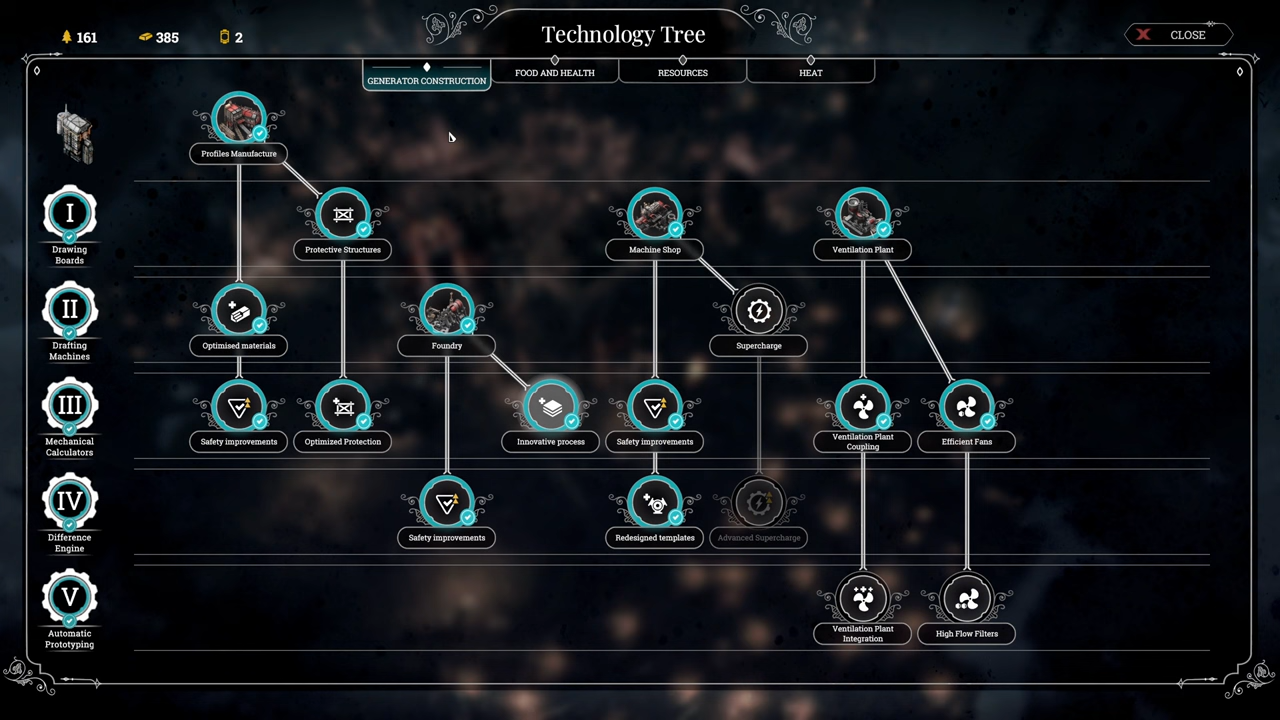 161
385
2
Technology Tree
CLOSE
GENERATOR CONSTRUCTION
FOOD AND HEALTH
RESOURCES
HEAT
Profiles Manufacture
I
Drawing
Boards
Protective Structures
Machine Shop
Ventilation Plant
II
Drafting
Machines
Optimised materials
Foundry
Supercharge
III
Mechanical
Calculators
Safety improvements
Optimized Protection
Innovative process
Safety improvements
Ventilation Plant
Coupling
Efficient Fans
IV
Difference
Engine
Safety improvements
Redesigned templates
Advanced Supercharge
V
Automatic
Prototyping
Ventilation Plant
Integration
High Flow Filters